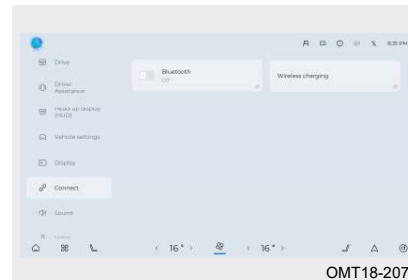 8:35 PM
Drive
Bluetooth
Off
Wireless charging
Driver
Assistance
Head-up display
(HUD)
Vehicle settings
Display
Connect
Sound
16°
16°
OMT18-207